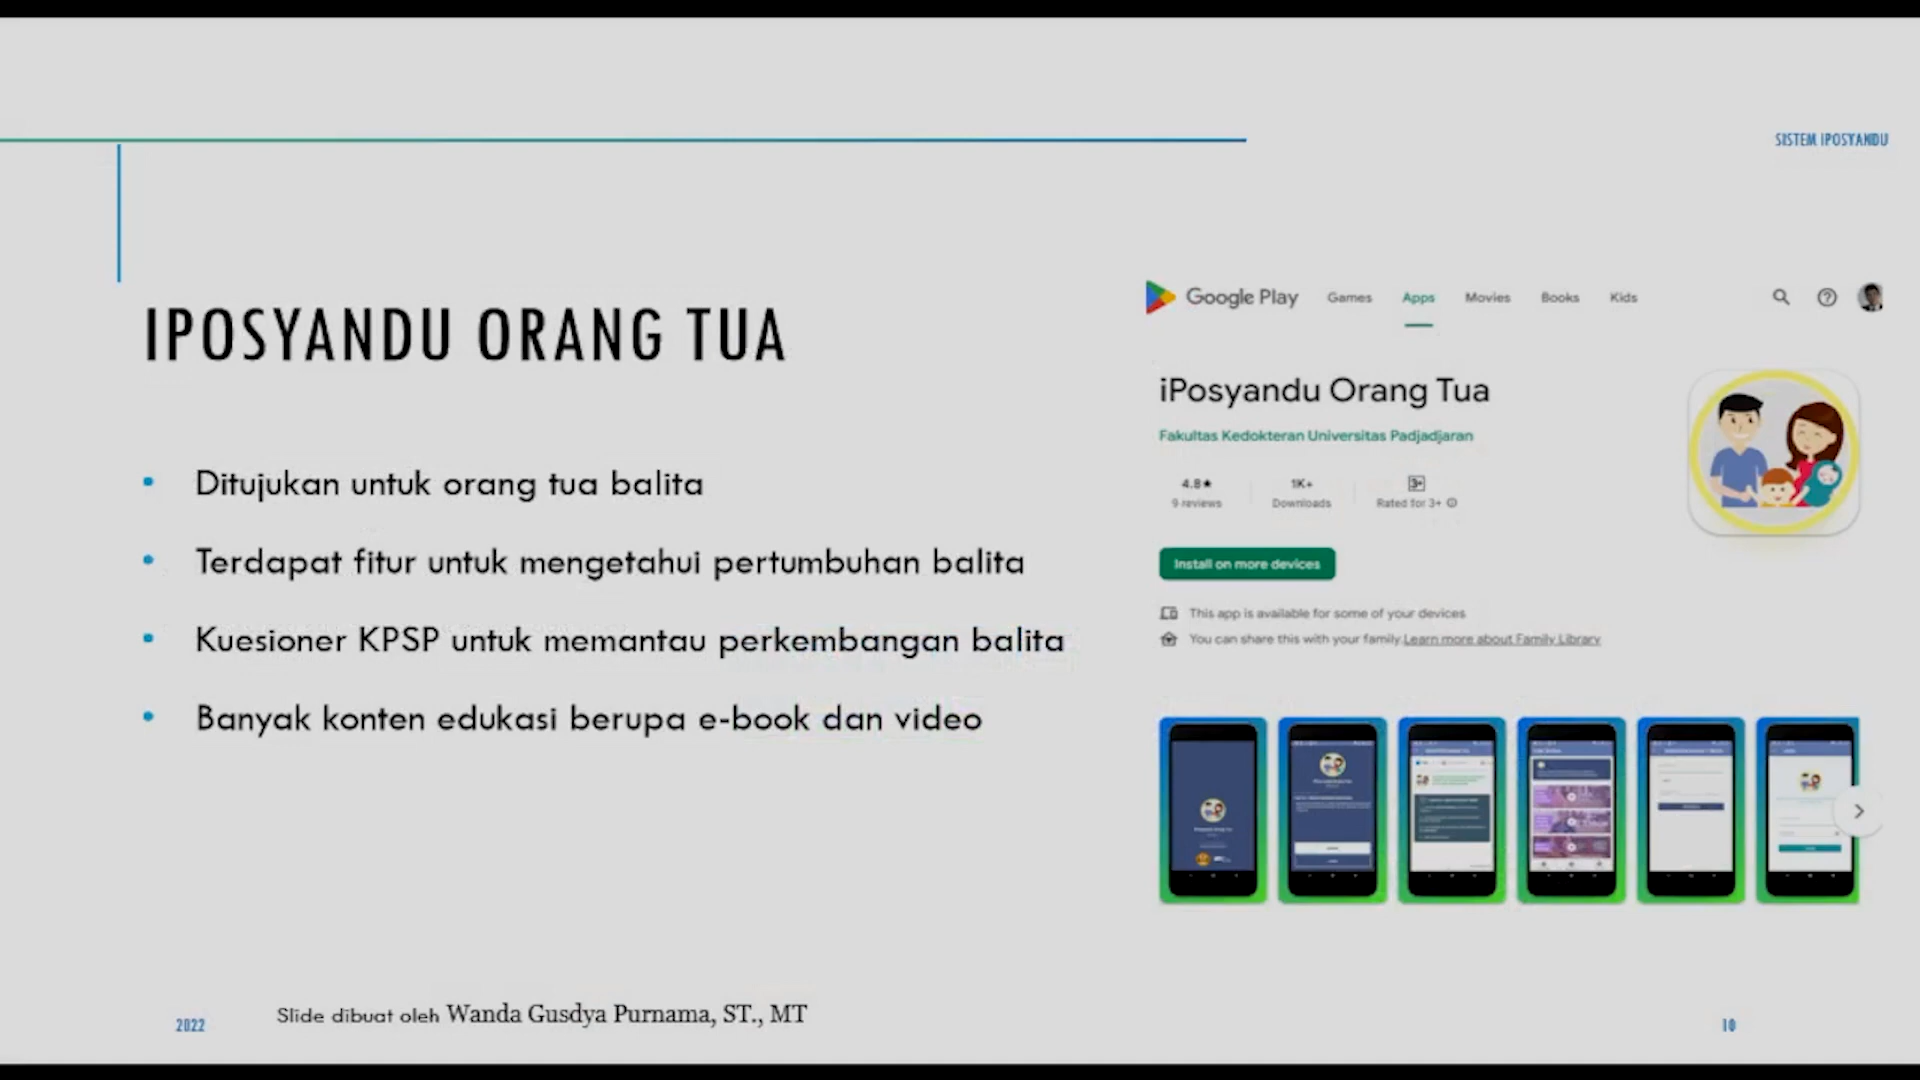 SISTEM IPOSYANDU
IPOSYANDU ORANG TUA
• Ditujukan untuk orang tua balita
• Terdapat fitur untuk mengetahui pertumbuhan balita
• Kuesioner KPSP untuk memantau perkembangan balita
• Banyak konten edukasi berupa e-book dan video
Google Play Games Apps Movies Books Kids
iPosyandu Orang Tua
Fakultas Kedokteran Universitas Padjadjaran
4.8★ 1K+ 3+
9 reviews Downloads Rated for 3+
Install on more devices
This app is available for some of your devices
You can share this with your family. Learn more about Family Library
2022 Slide dibuat oleh Wanda Gusdya Purnama, ST., MT 10